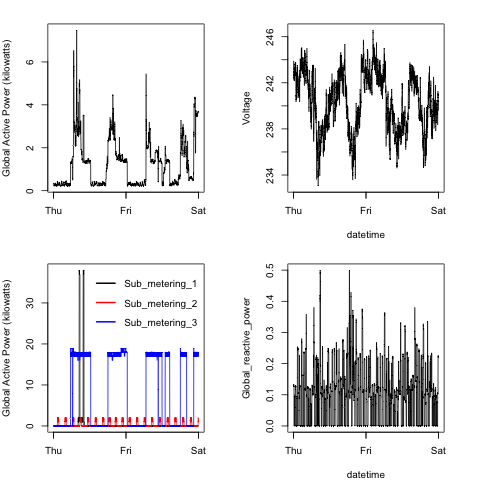 Global Active Power (kilowatts)
0 2 4 6
Thu Fri Sat
Voltage
234 238 242 246
Thu Fri Sat
datetime
Global Active Power (kilowatts)
0 10 20 30
Sub_metering_1
Sub_metering_2
Sub_metering_3
Thu Fri Sat
Global_reactive_power
0.0 0.1 0.2 0.3 0.4 0.5
Thu Fri Sat
datetime